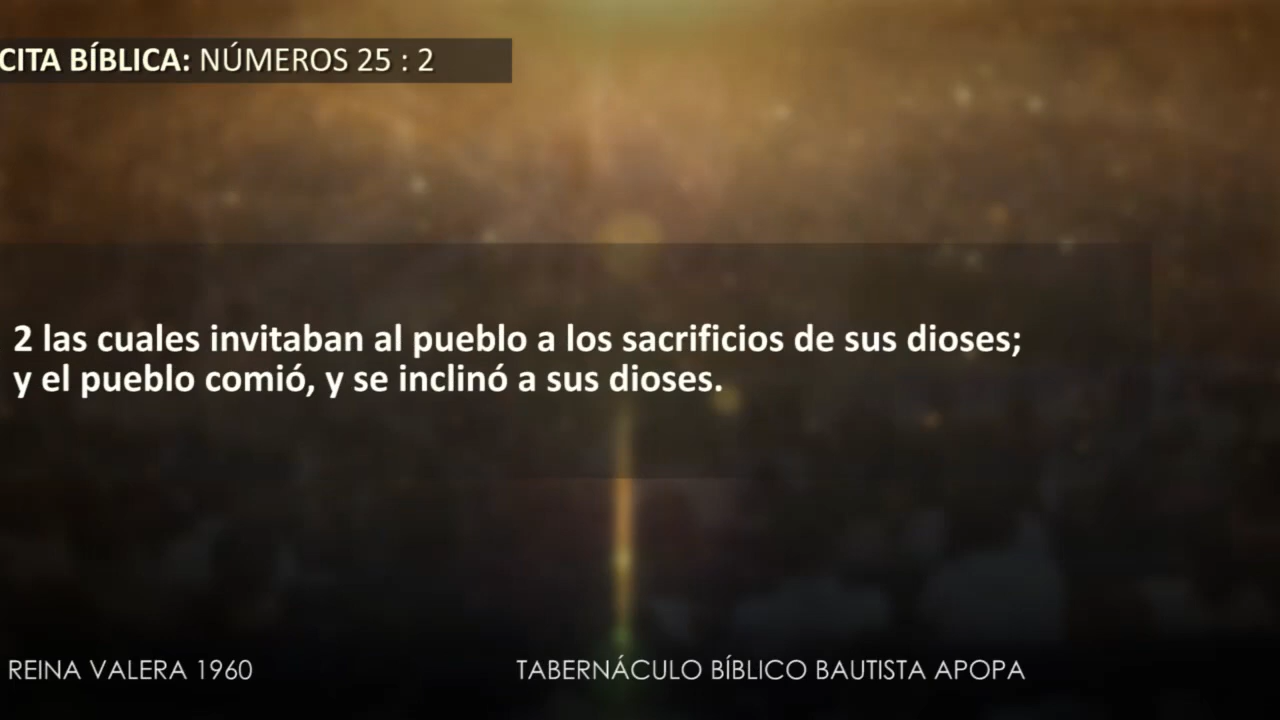 CITA BÍBLICA: NÚMEROS 25 : 2
2 las cuales invitaban al pueblo a los sacrificios de sus dioses;
y el pueblo comió, y se inclinó a sus dioses.
REINA VALERA 1960
TABERNÁCULO BÍBLICO BAUTISTA APOPA